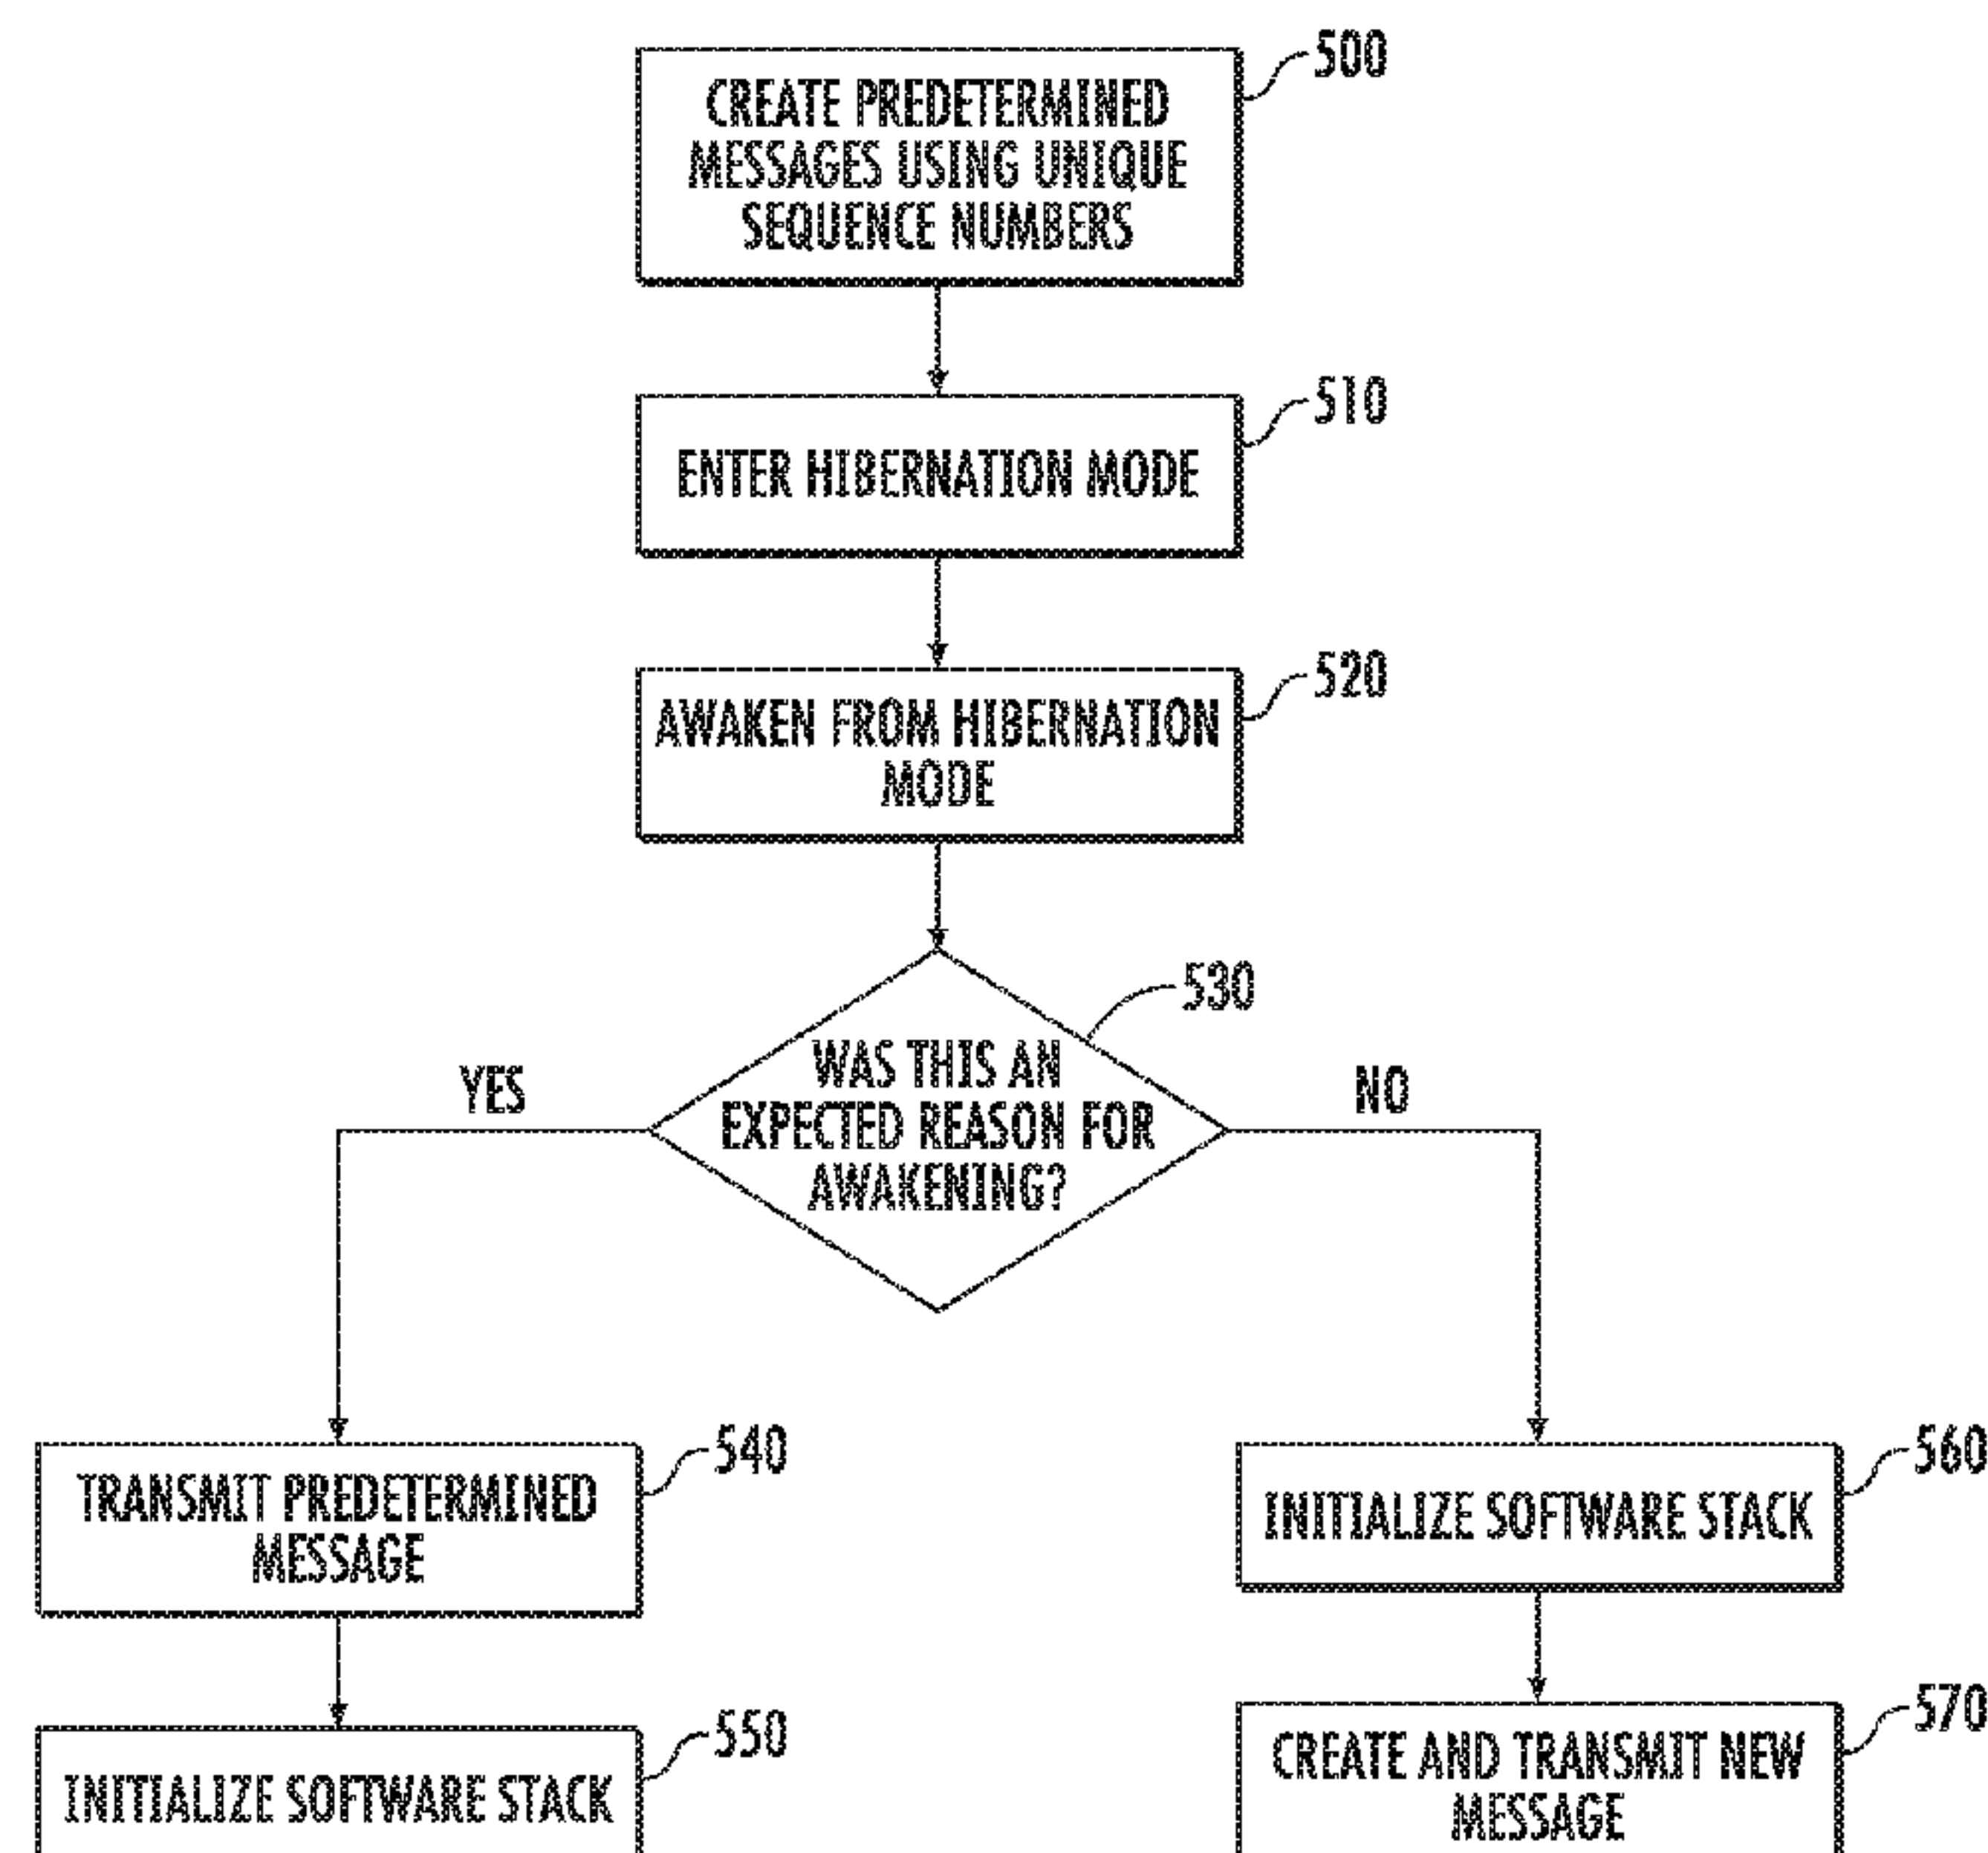 500
CREATE PREDETERMINED
MESSAGES USING UNIQUE
SEQUENCE NUMBERS
510
ENTER HIBERNATION MODE
520
AWAKEN FROM HIBERNATION
MODE
530
WAS THIS AN
EXPECTED REASON FOR
AWAKENING?
YES
NO
540
TRANSMIT PREDETERMINED
MESSAGE
560
INITIALIZE SOFTWARE STACK
550
INITIALIZE SOFTWARE STACK
570
CREATE AND TRANSMIT NEW
MESSAGE